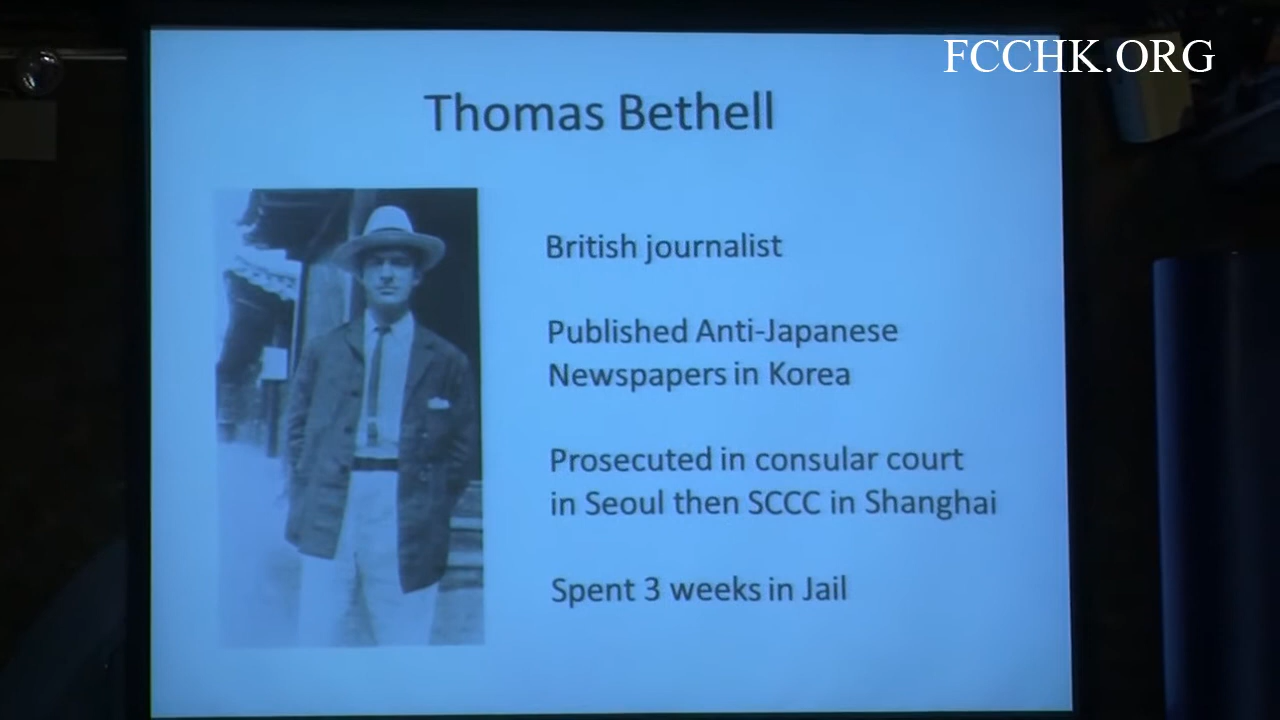 FCCHK.ORG
Thomas Bethell
British journalist
Published Anti-Japanese
Newspapers in Korea
Prosecuted in consular court
in Seoul then SCCC in Shanghai
Spent 3 weeks in Jail